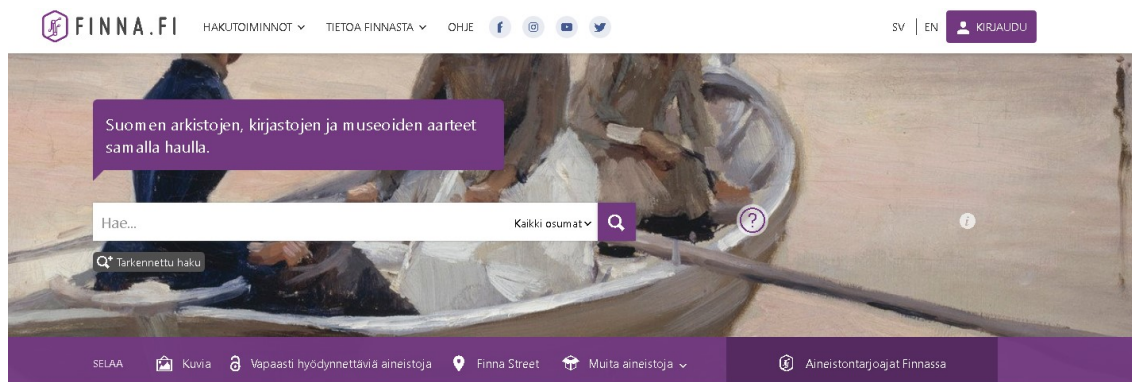 FINNA.FI HAKUTOIMINNOT TIETOA FINNASTA OHJE SV EN KIRJAUDU
Suomen arkistojen, kirjastojen ja museoiden aarteet
samalla haulla.
Hae... Kaikki osumat
?
i
Tarkennettu haku
SELAA Kuvia Vapaasti hyödynnettäviä aineistoja Finna Street Muita aineistoja Aineistontarjoajat Finnassa